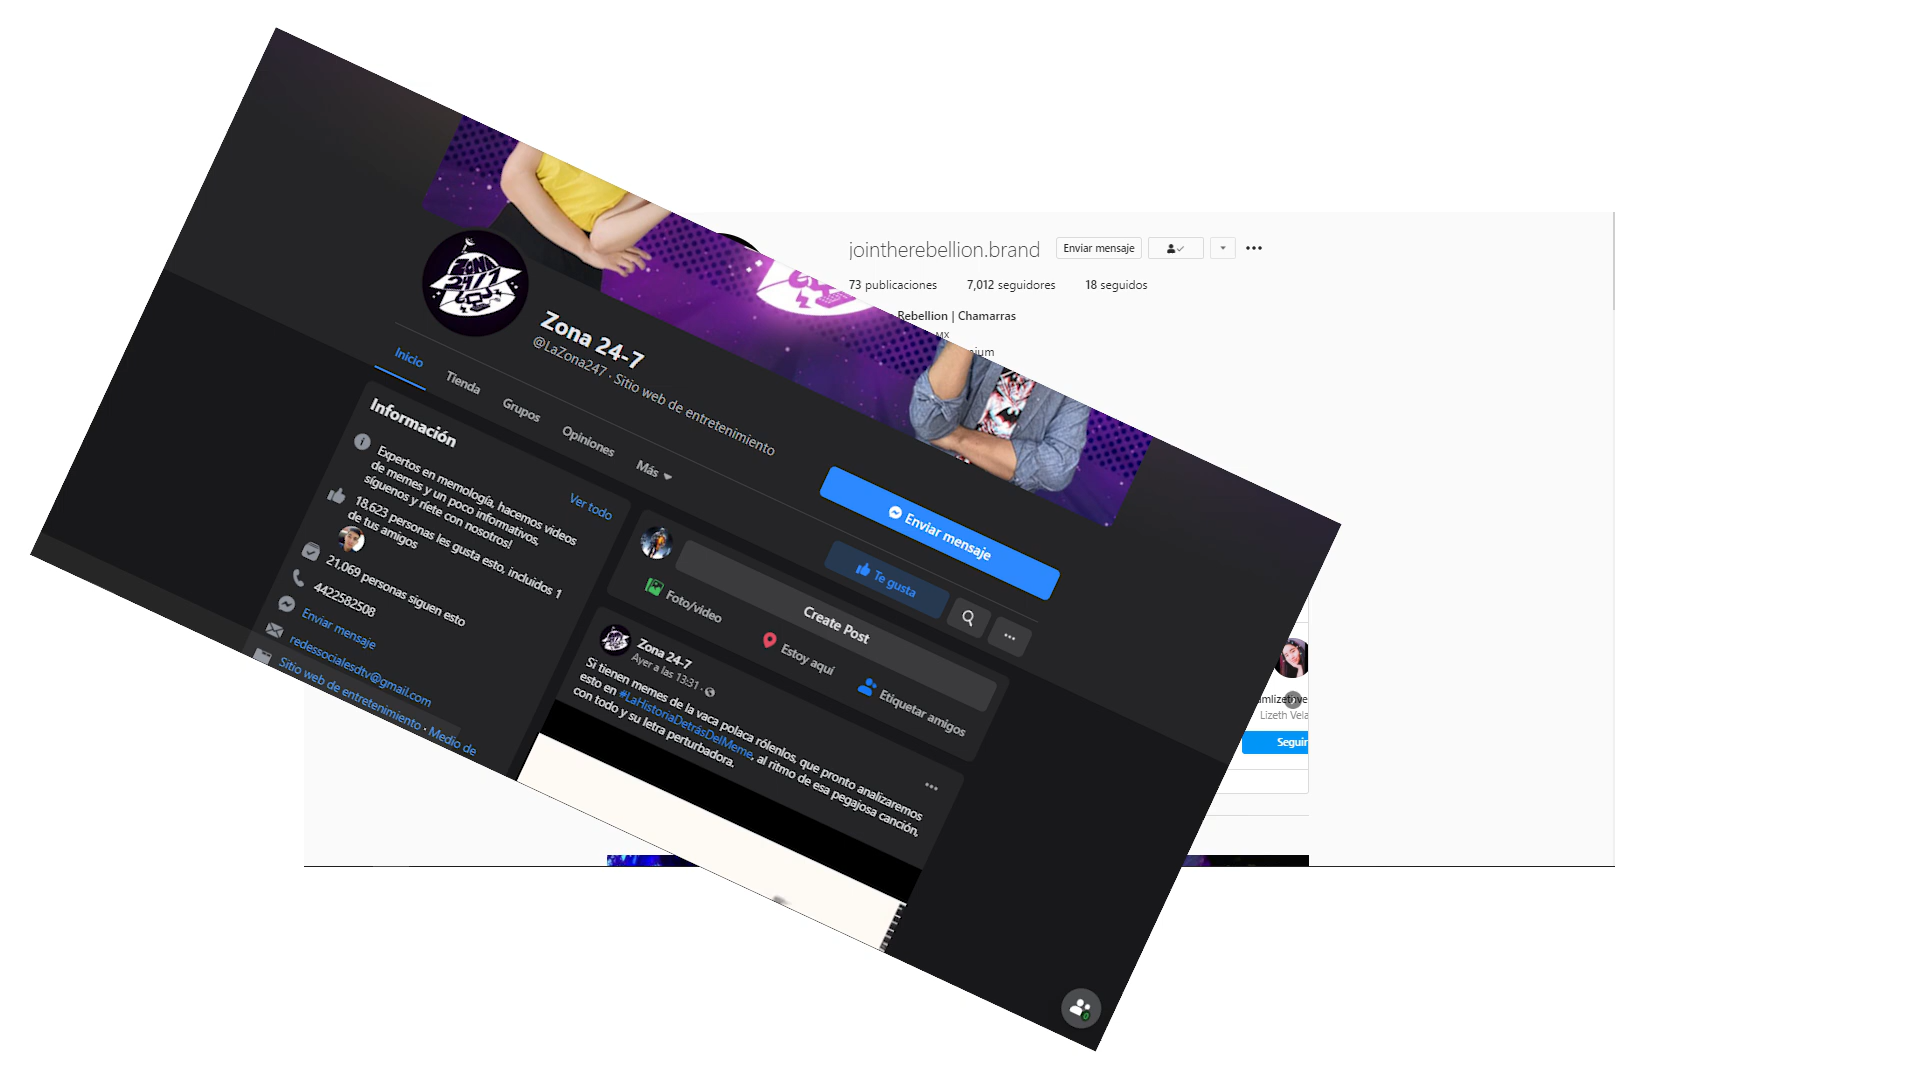 jointherebellion.brand
Enviar mensaje
73 publicaciones 7,012 seguidores 18 seguidos
Rebellion | Chamarras
MX
Lizeth Vela
Seguir
ZONA
24/7
Zona 24-7
@LaZona247 · Sitio web de entretenimiento
Inicio
Tienda
Grupos
Opiniones
Más
Enviar mensaje
Te gusta
Información
Ver todo
Expertos en memología, hacemos videos
de memes y un poco informativos,
síguenos y ríete con nosotros!
18,623 personas les gusta esto, incluidos 1
de tus amigos
21,069 personas siguen esto
4422582508
Enviar mensaje
redessocialesdtv@gmail.com
Sitio web de entretenimiento · Medio de
Create Post
Foto/video
Estoy aquí
Etiquetar amigos
Zona 24-7
Ayer a las 13:31 ·
Si tienen memes de la vaca polaca rólenlos, que pronto analizaremos
esto en #LaHistoriaDetrásDelMeme, al ritmo de esa pegajosa canción,
con todo y su letra perturbadora.
0